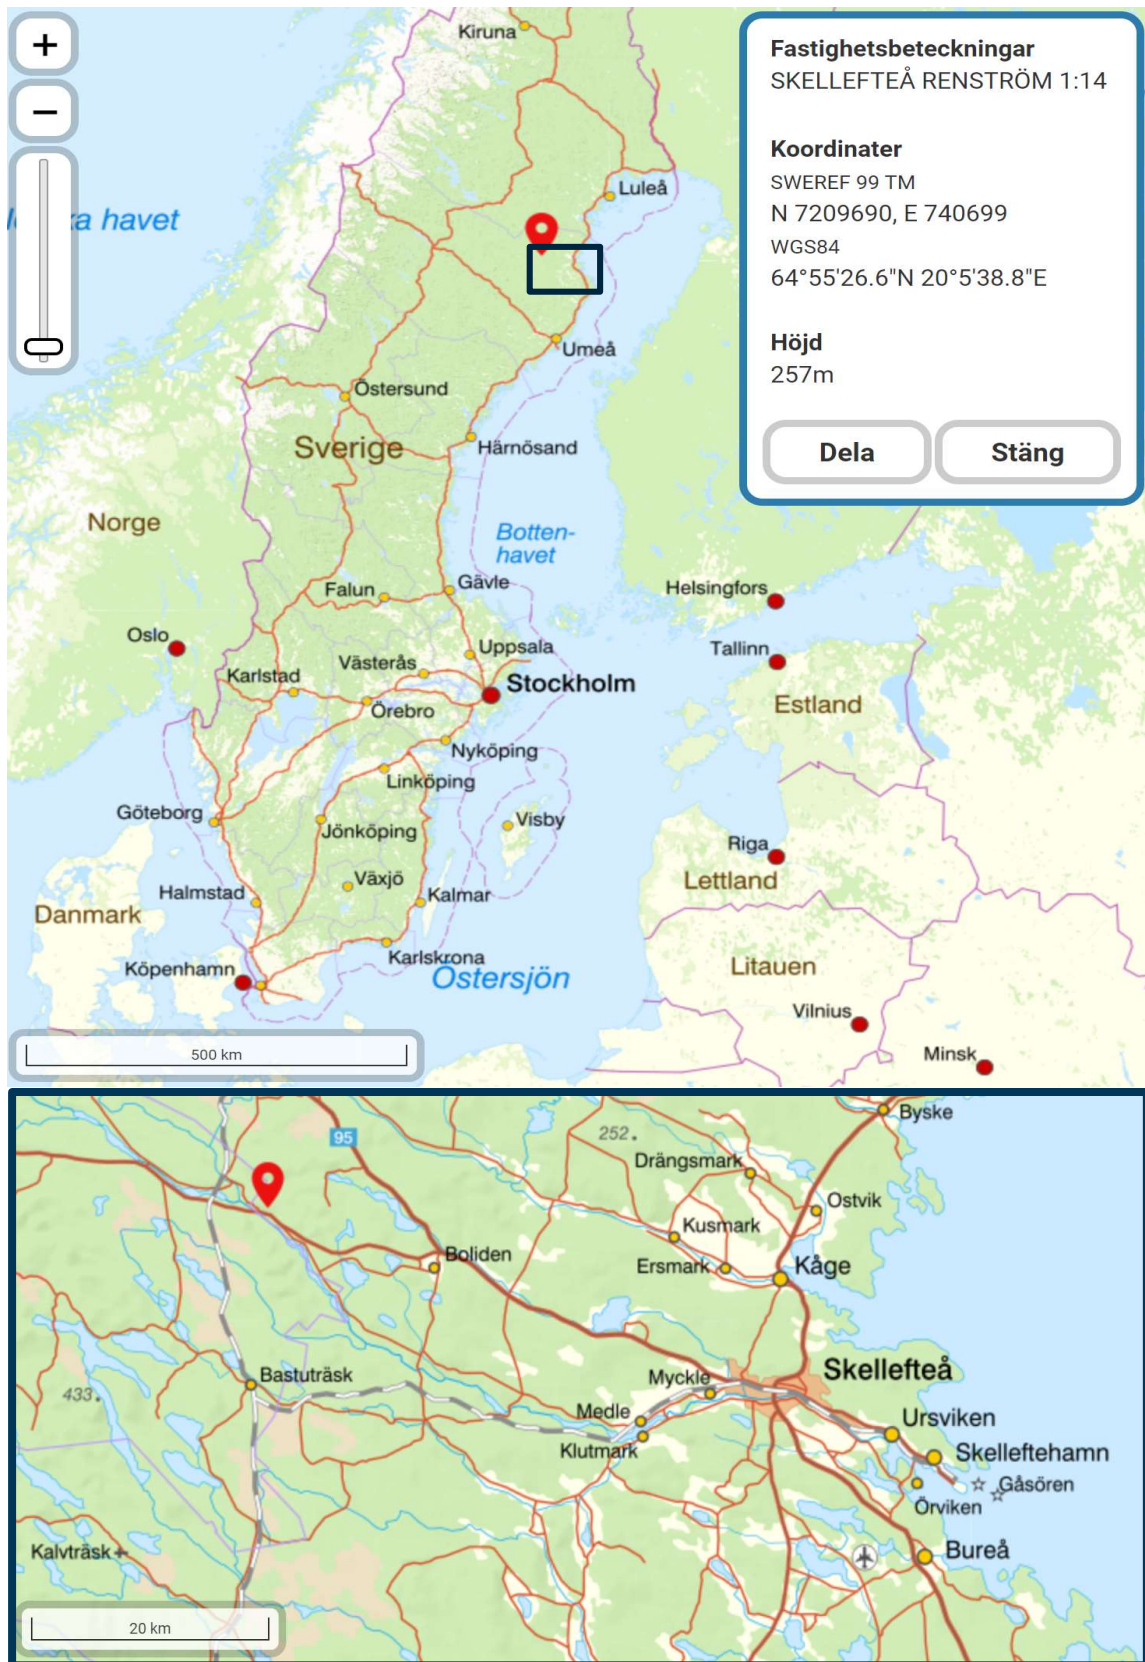 +
−
Kiruna
Fastighetsbeteckningar
SKELLEFTEÅ RENSTRÖM 1:14
Koordinater
SWEREF 99 TM
N 7209690, E 740699
WGS84
64°55'26.6"N 20°5'38.8"E
Höjd
257m
Dela
Stäng
a havet
Luleå
Umeå
Östersund
Sverige
Härnösand
Norge
Botten-
havet
Falun
Gävle
Helsingfors
Oslo
Uppsala
Tallinn
Västerås
Karlstad
Stockholm
Örebro
Estland
Nyköping
Linköping
Göteborg
Jönköping
Visby
Riga
Växjö
Lettland
Halmstad
Kalmar
Danmark
Karlskrona
Köpenhamn
Östersjön
Litauen
Vilnius
500 km
Minsk
Byske
95
252.
Drängsmark
Ostvik
Kusmark
Boliden
Ersmark
Kåge
Bastuträsk
Myckle
Skellefteå
433.
Medle
Ursviken
Klutmark
Skelleftehamn
Gåsören
Örviken
Kalvträsk
Bureå
20 km